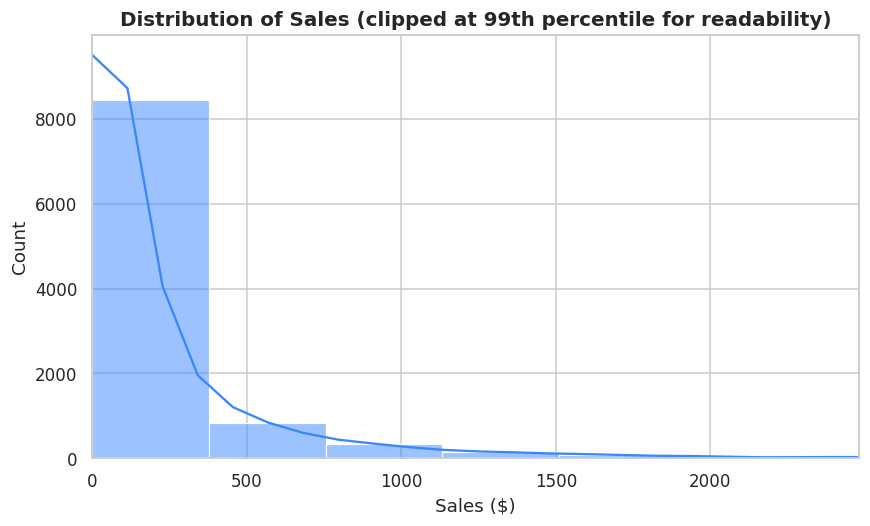 Distribution of Sales (clipped at 99th percentile for readability)
8000
6000
4000
2000
0
Count
0 500 1000 1500 2000
Sales ($)